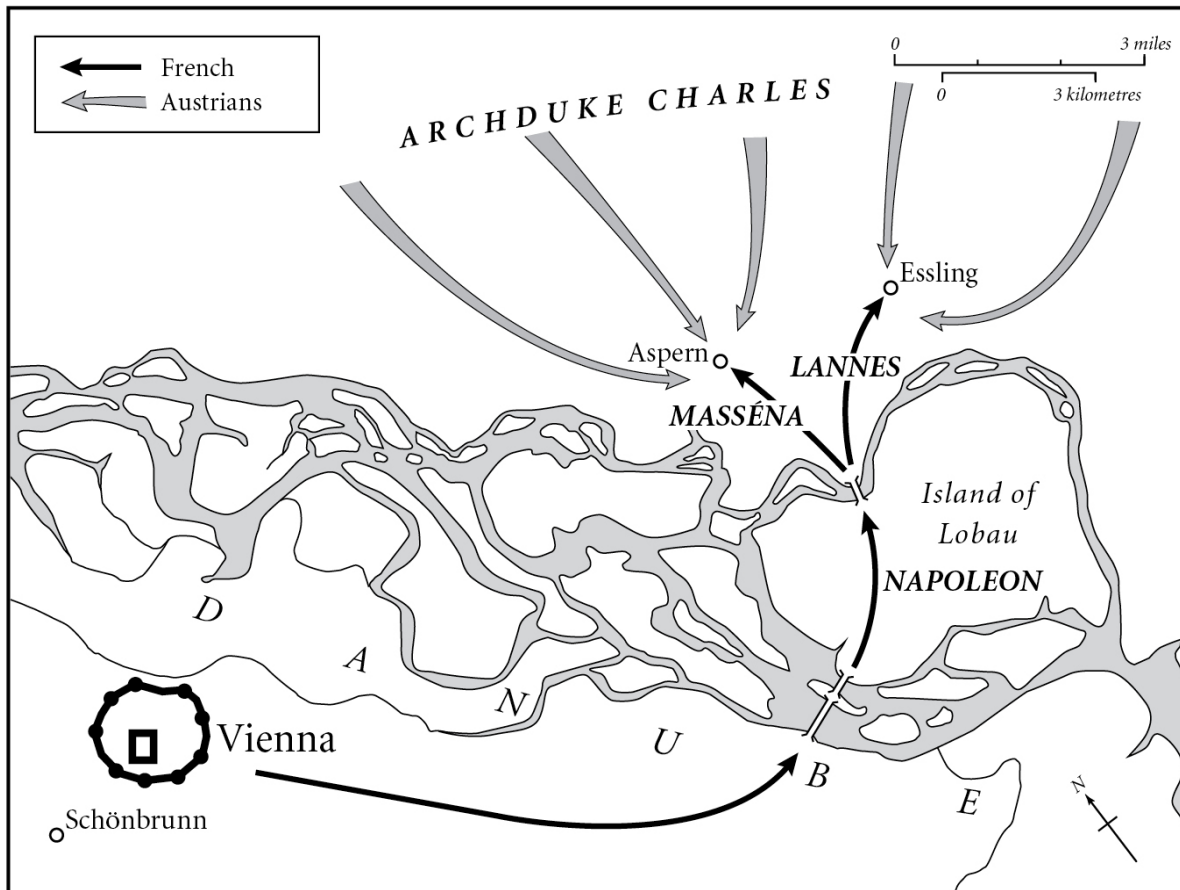 French
Austrians
0 3 miles
0 3 kilometres
ARCHDUKE CHARLES
Essling
Aspern
LANNES
MASSÉNA
Island of
Lobau
NAPOLEON
DANUBE
Vienna
Schönbrunn
N